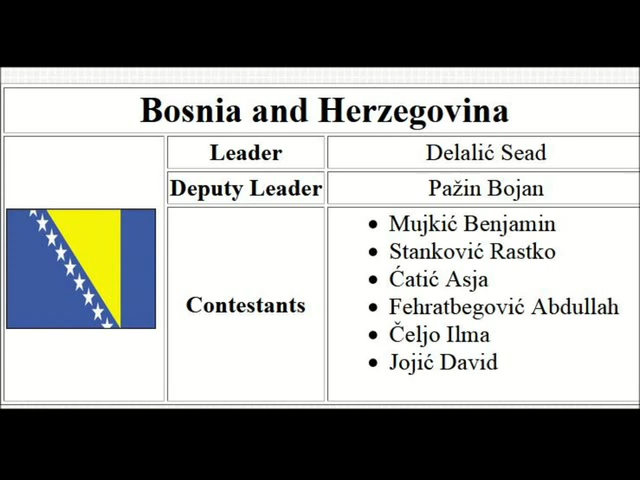 Bosnia and Herzegovina
Leader
Delalić Sead
Deputy Leader
Pažin Bojan
Contestants
Mujkić Benjamin
Stanković Rastko
Ćatić Asja
Fehratbegović Abdullah
Čeljo Ilma
Jojić David